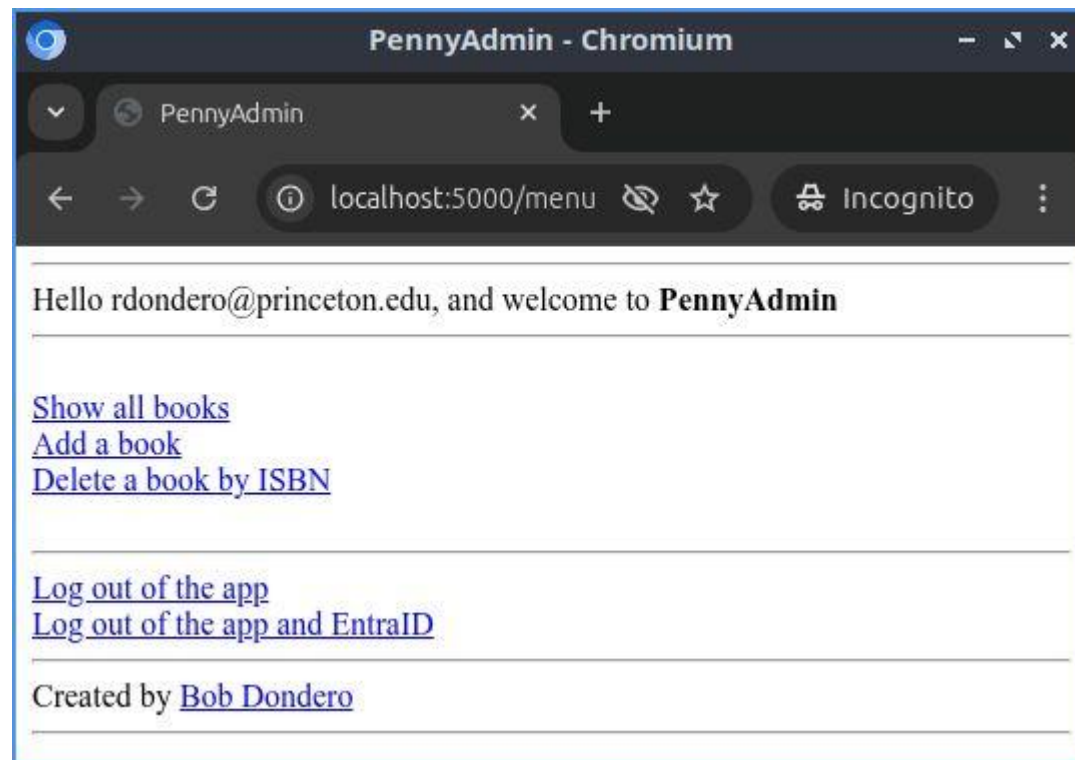 PennyAdmin - Chromium
PennyAdmin
localhost:5000/menu
Incognito
Hello rdondero@princeton.edu, and welcome to PennyAdmin
Show all books
Add a book
Delete a book by ISBN
Log out of the app
Log out of the app and EntraID
Created by Bob Dondero